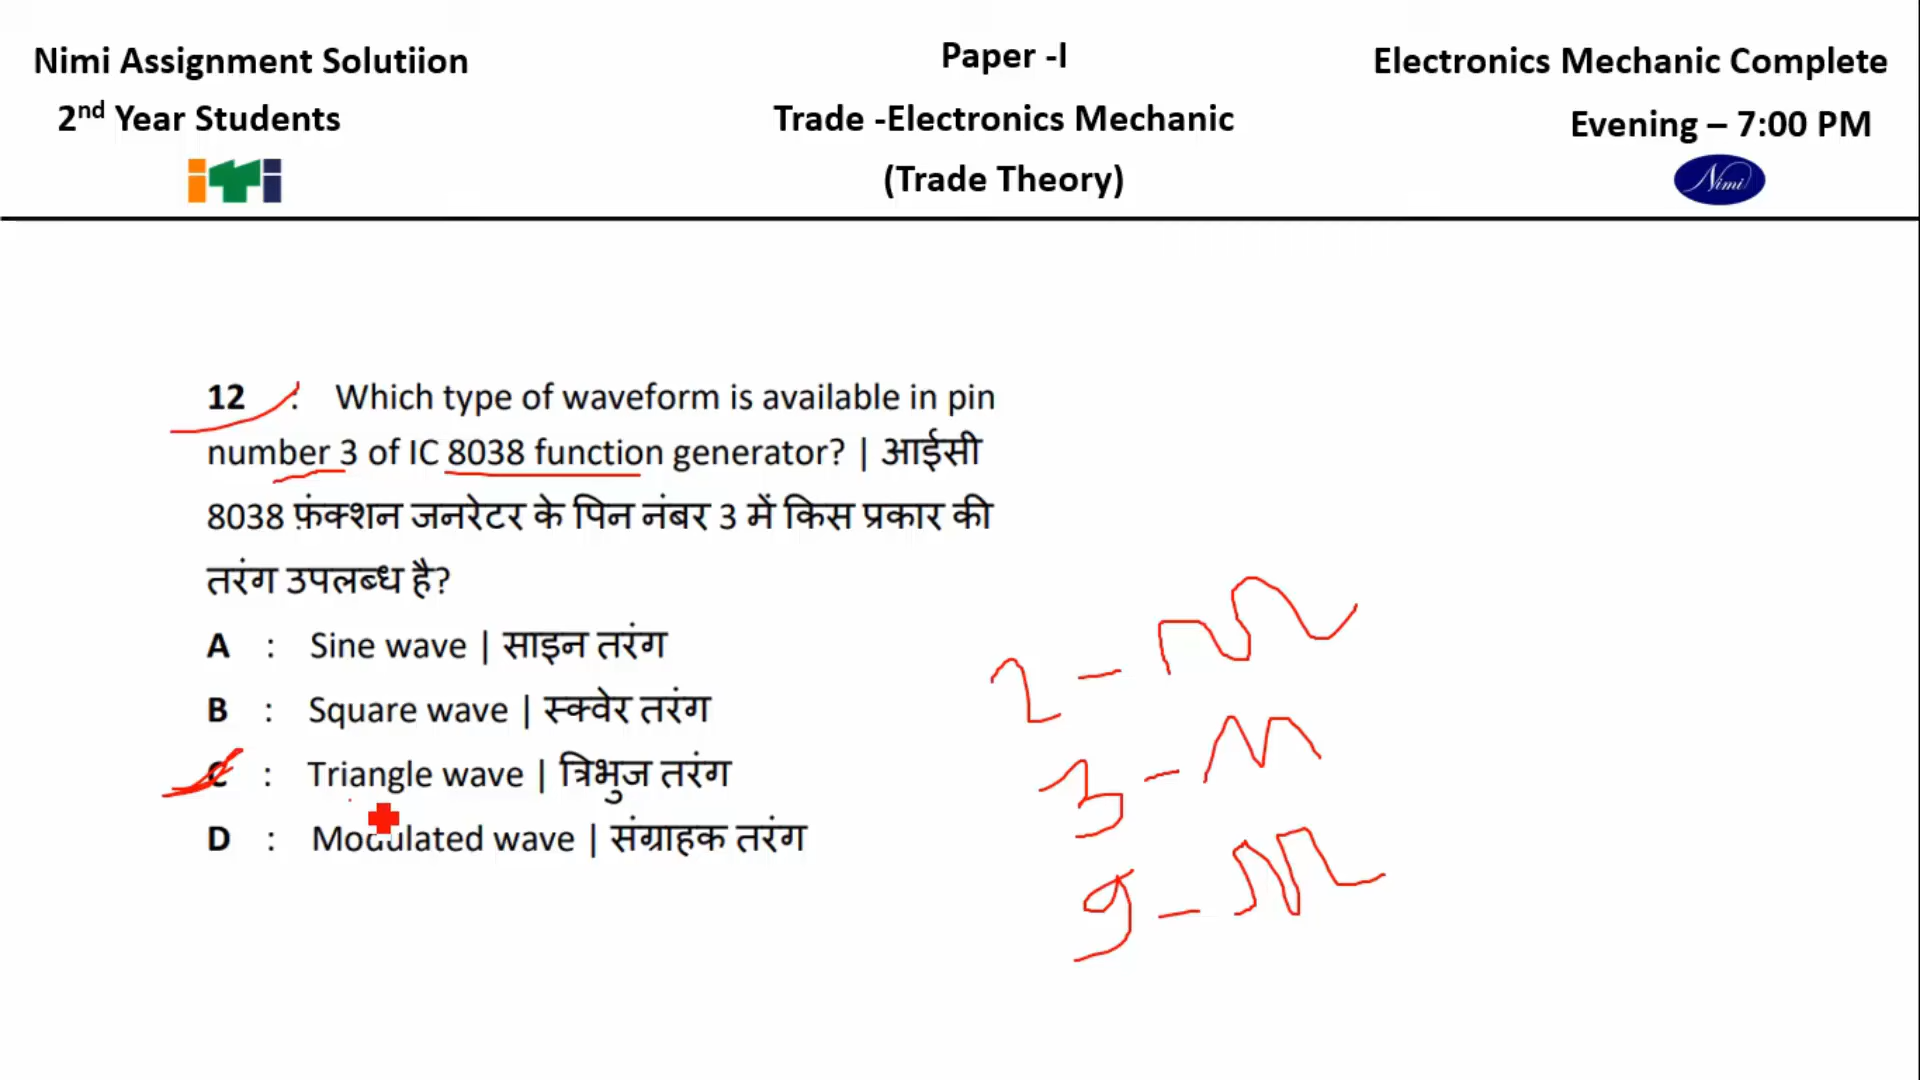 Nimi Assignment Solutiion
2nd Year Students
iTi
Paper -I
Trade -Electronics Mechanic
(Trade Theory)
Electronics Mechanic Complete
Evening – 7:00 PM
Nimi
12 : Which type of waveform is available in pin
number 3 of IC 8038 function generator? | आईसी
8038 फ़ंक्शन जनरेटर के पिन नंबर 3 में किस प्रकार की
तरंग उपलब्ध है?
A : Sine wave | साइन तरंग
B : Square wave | स्क्वेर तरंग
C : Triangle wave | त्रिभुज तरंग
D : Modulated wave | संग्राहक तरंग
2 -
3 -
9 -